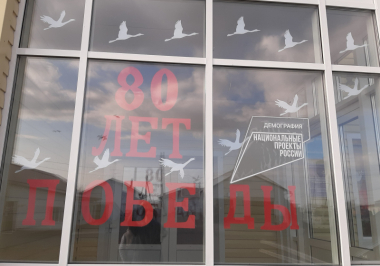 80
ЛЕТ
ПОБЕДЫ
ДЕМОГРАФИЯ
НАЦИОНАЛЬНЫЕ
ПРОЕКТЫ
РОССИИ